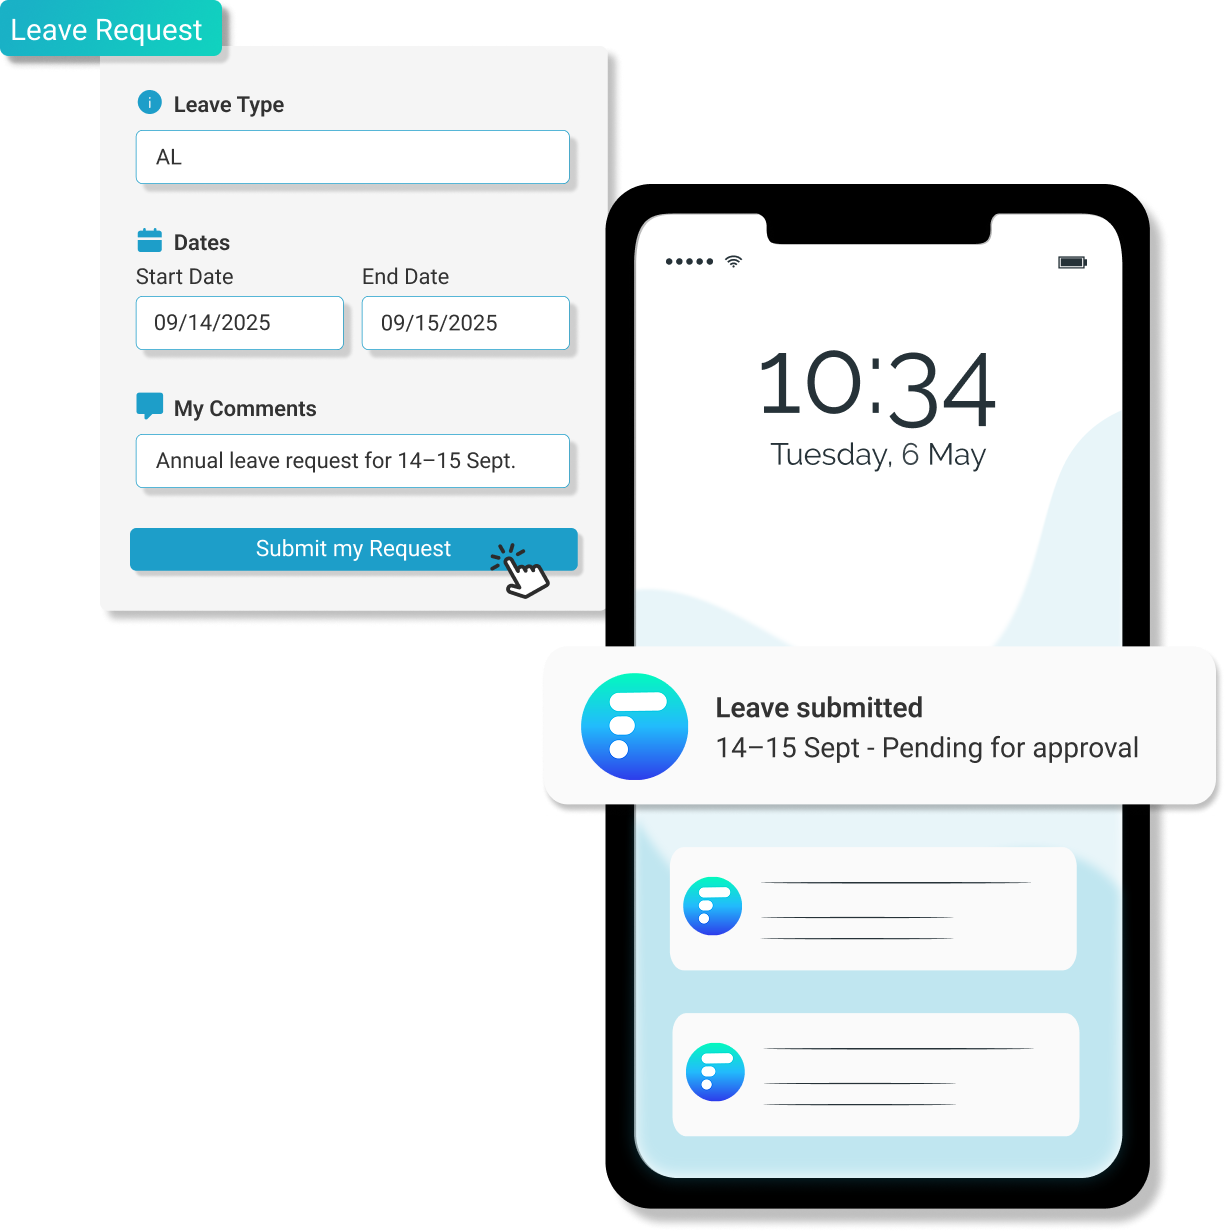 Leave Request
Leave Type
AL
Dates
Start Date
End Date
09/14/2025
09/15/2025
My Comments
Annual leave request for 14–15 Sept.
Submit my Request
10:34
Tuesday, 6 May
Leave submitted
14–15 Sept - Pending for approval